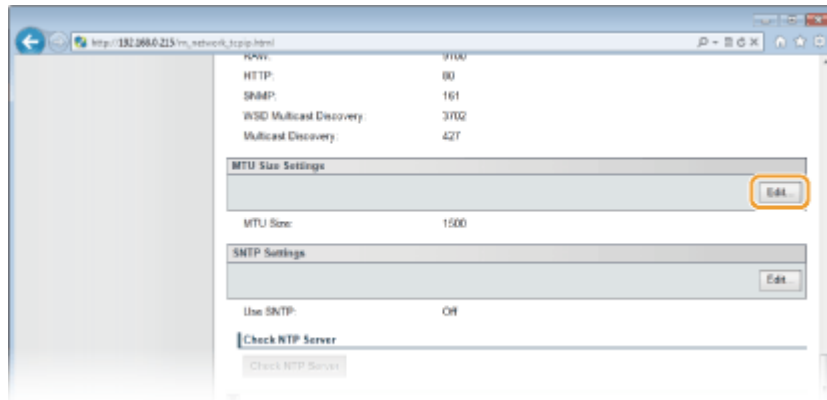 http://192.168.0.215/m_network_tcpip.html
RAW: 9100
HTTP: 80
SNMP: 161
WSD Multicast Discovery: 3702
Multicast Discovery: 427
MTU Size Settings
Edit...
MTU Size: 1500
SNTP Settings
Edit...
Use SNTP: Off
Check NTP Server
Check NTP Server